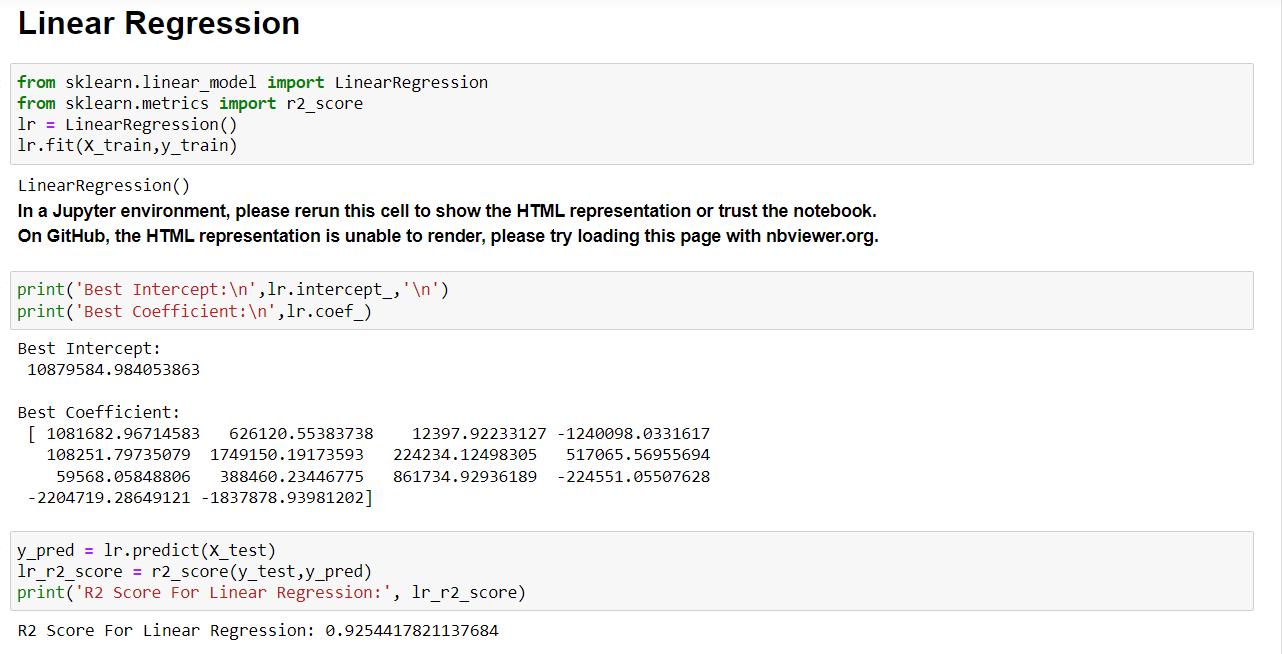 Linear Regression
from sklearn.linear_model import LinearRegression
from sklearn.metrics import r2_score
lr = LinearRegression()
lr.fit(X_train,y_train)
LinearRegression()
In a Jupyter environment, please rerun this cell to show the HTML representation or trust the notebook.
On GitHub, the HTML representation is unable to render, please try loading this page with nbviewer.org.
print('Best Intercept:\n',lr.intercept_,'\n')
print('Best Coefficient:\n',lr.coef_)
Best Intercept:
10879584.984053863
Best Coefficient:
[ 1081682.96714583 626120.55383738 12397.92233127 -1240098.0331617
108251.79735079 1749150.19173593 224234.12498305 517065.56955694
59568.05848806 388460.23446775 861734.92936189 -224551.05507628
-2204719.28649121 -1837878.93981202]
y_pred = lr.predict(X_test)
lr_r2_score = r2_score(y_test,y_pred)
print('R2 Score For Linear Regression:', lr_r2_score)
R2 Score For Linear Regression: 0.9254417821137684